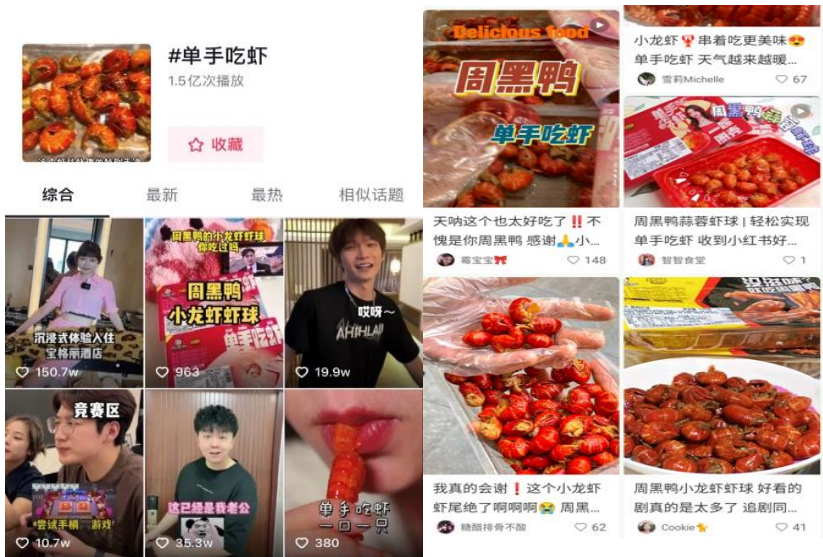 #单手吃虾
1.5亿次播放
收藏
综合
最新
最热
相似话题
沉浸式体验入住
宝格丽酒店
150.7w
周黑鸭的小龙虾虾球
你吃过吗
周黑鸭
小龙虾虾球
单手吃虾
963
哎呀~
AHIHLAII
19.9w
竞赛区
尝试手柄 游戏
10.7w
这已经是我老公
35.3w
单手吃虾
一口一只
380
Delicious food
周黑鸭
单手吃虾
天呐这个也太好吃了‼️不
愧是你周黑鸭 感谢🙏小...
霉宝宝🎀
148
我真的会谢❗这个小龙虾
虾尾绝了啊啊啊😭 周黑...
糖醋排骨不酸
62
小龙虾🦞串着吃更美味😍
单手吃虾 天气越来越暖...
雪莉Michelle
67
单手吃虾
周黑鸭蒜
周黑鸭蒜蓉虾球 | 轻松实现
单手吃虾 收到小红书好...
智智食堂
1
没滋味?
周黑鸭小龙虾虾球 好看的
剧真的是太多了 追剧同...
Cookie🐈
41